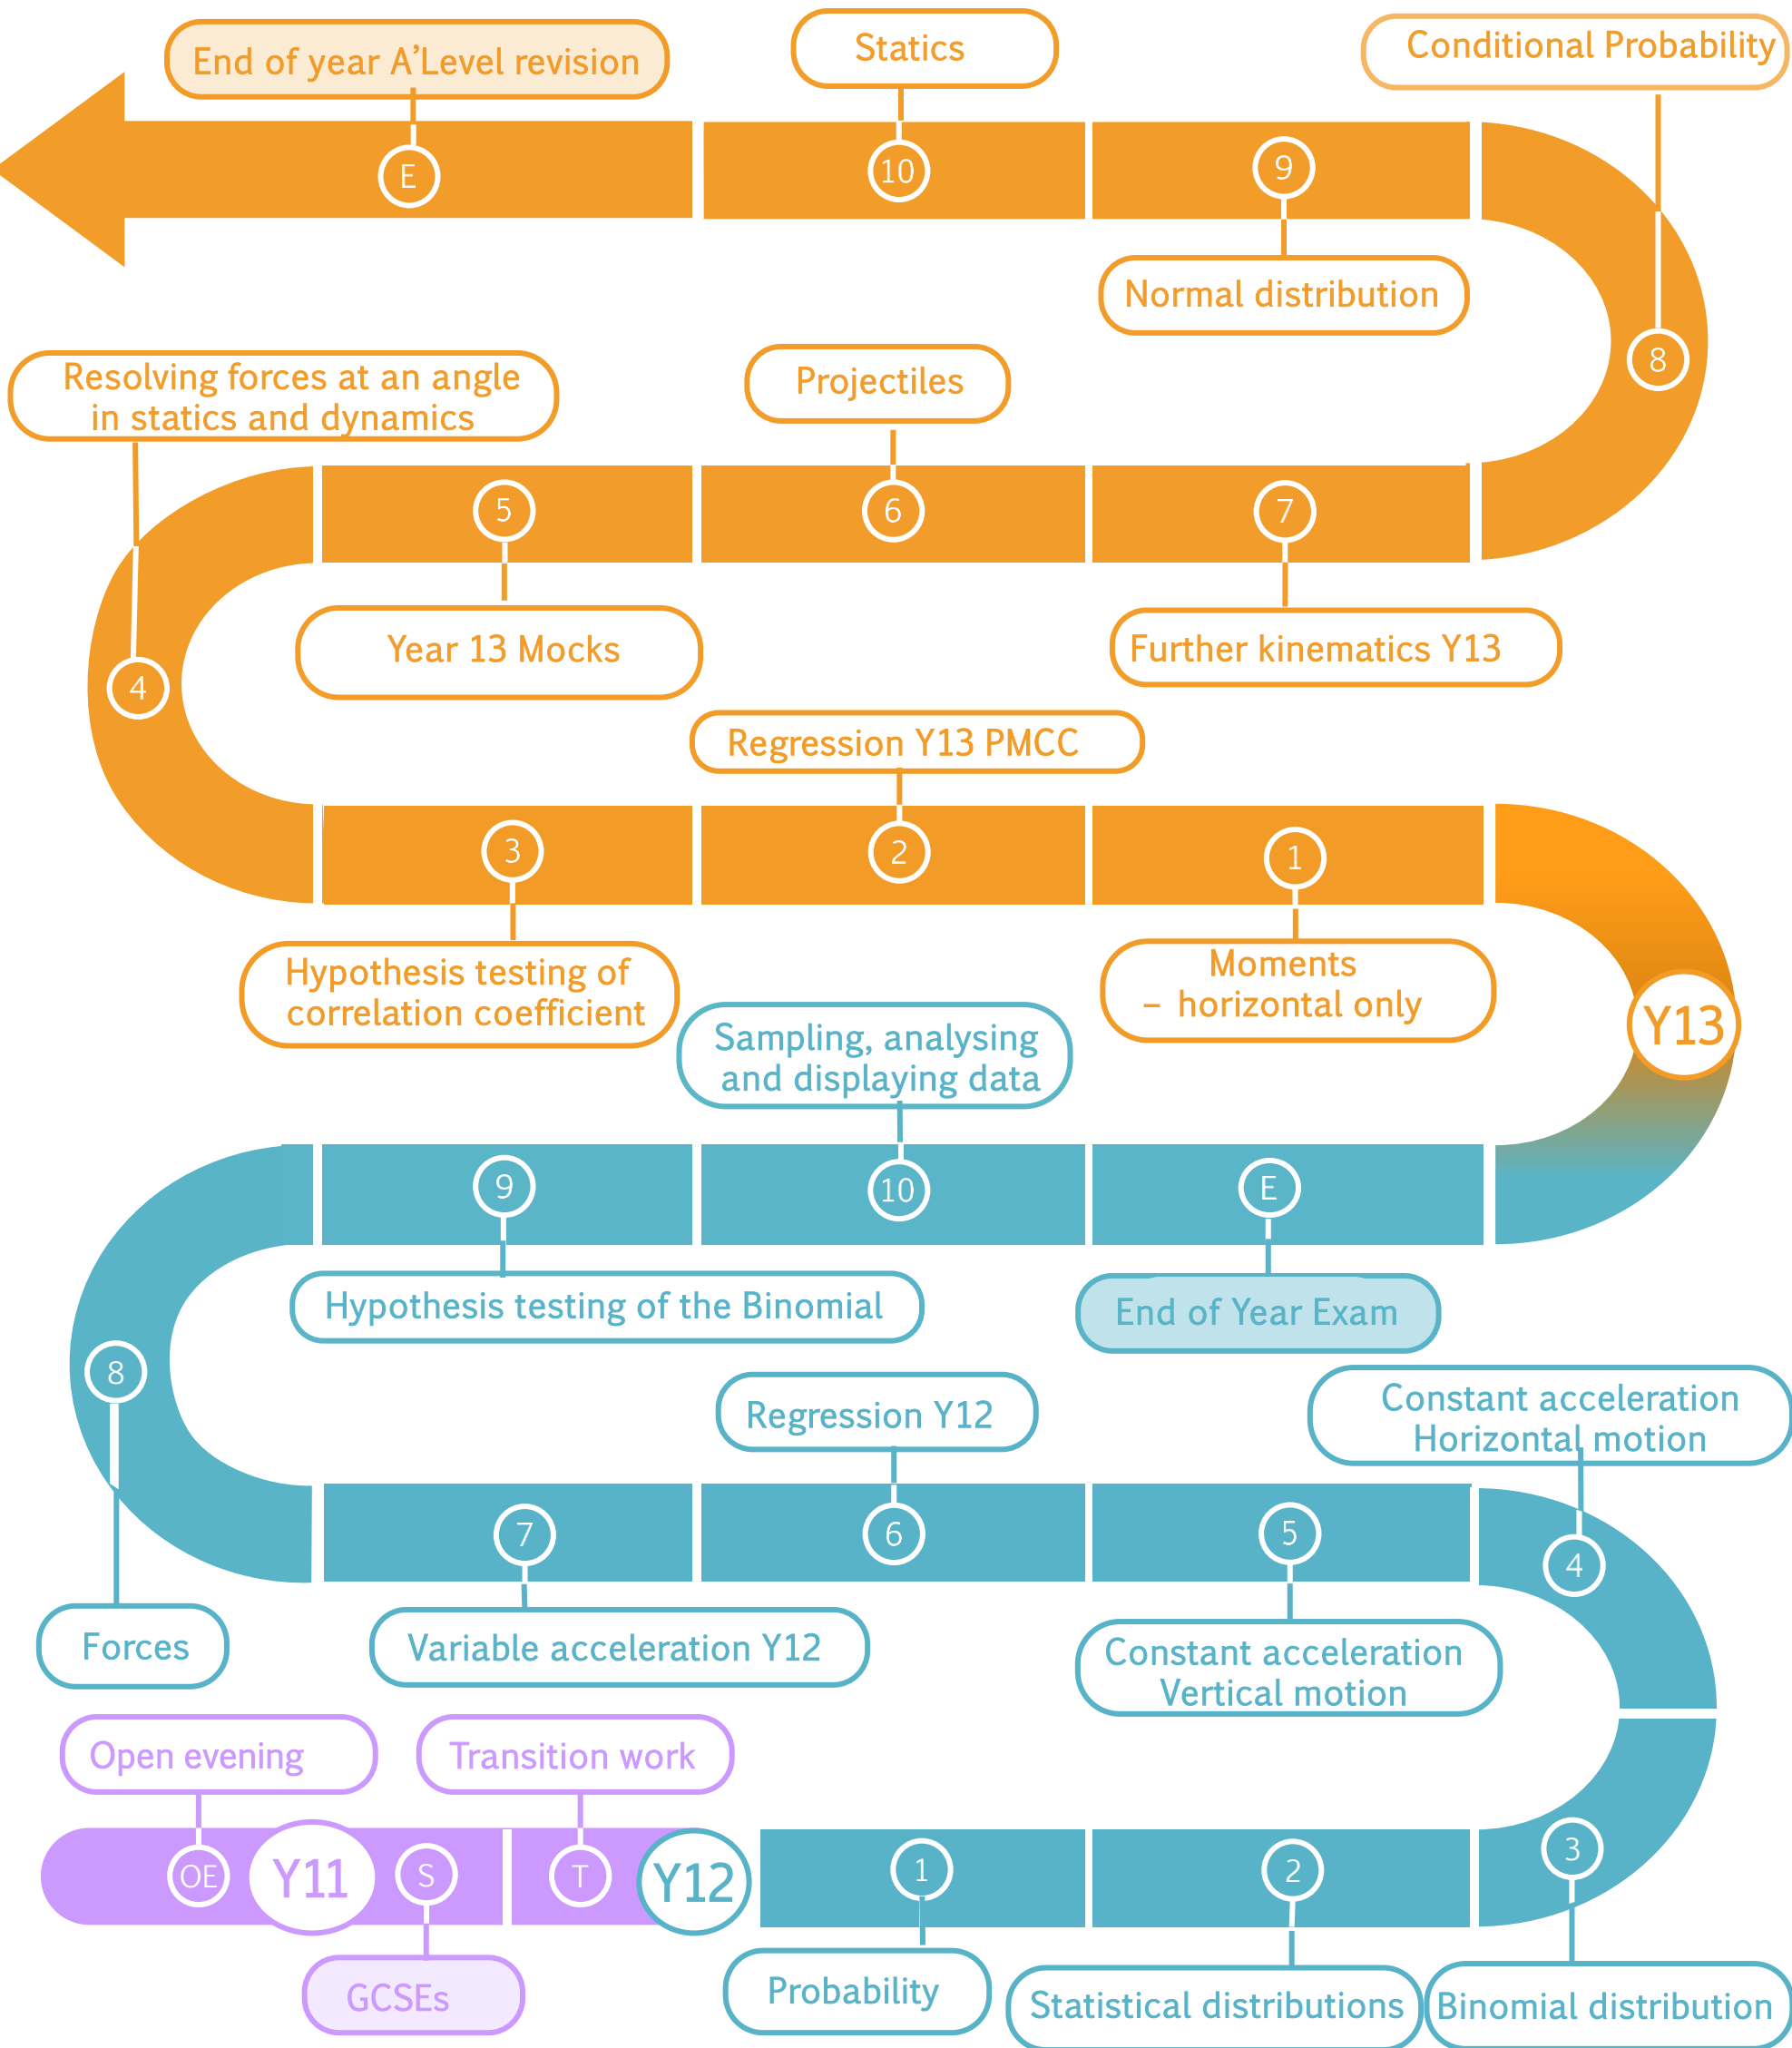 End of year A'Level revision
Statics
Conditional Probability
E
10
9
Normal distribution
8
Resolving forces at an angle
in statics and dynamics
Projectiles
5
6
7
Year 13 Mocks
Further kinematics Y13
4
Regression Y13 PMCC
3
2
1
Hypothesis testing of
correlation coefficient
Moments
– horizontal only
Y13
Sampling, analysing
and displaying data
9
10
E
Hypothesis testing of the Binomial
End of Year Exam
8
Regression Y12
Constant acceleration
Horizontal motion
7
6
5
4
Forces
Variable acceleration Y12
Constant acceleration
Vertical motion
Open evening
Transition work
OE
Y11
S
T
Y12
1
2
3
GCSEs
Probability
Statistical distributions
Binomial distribution